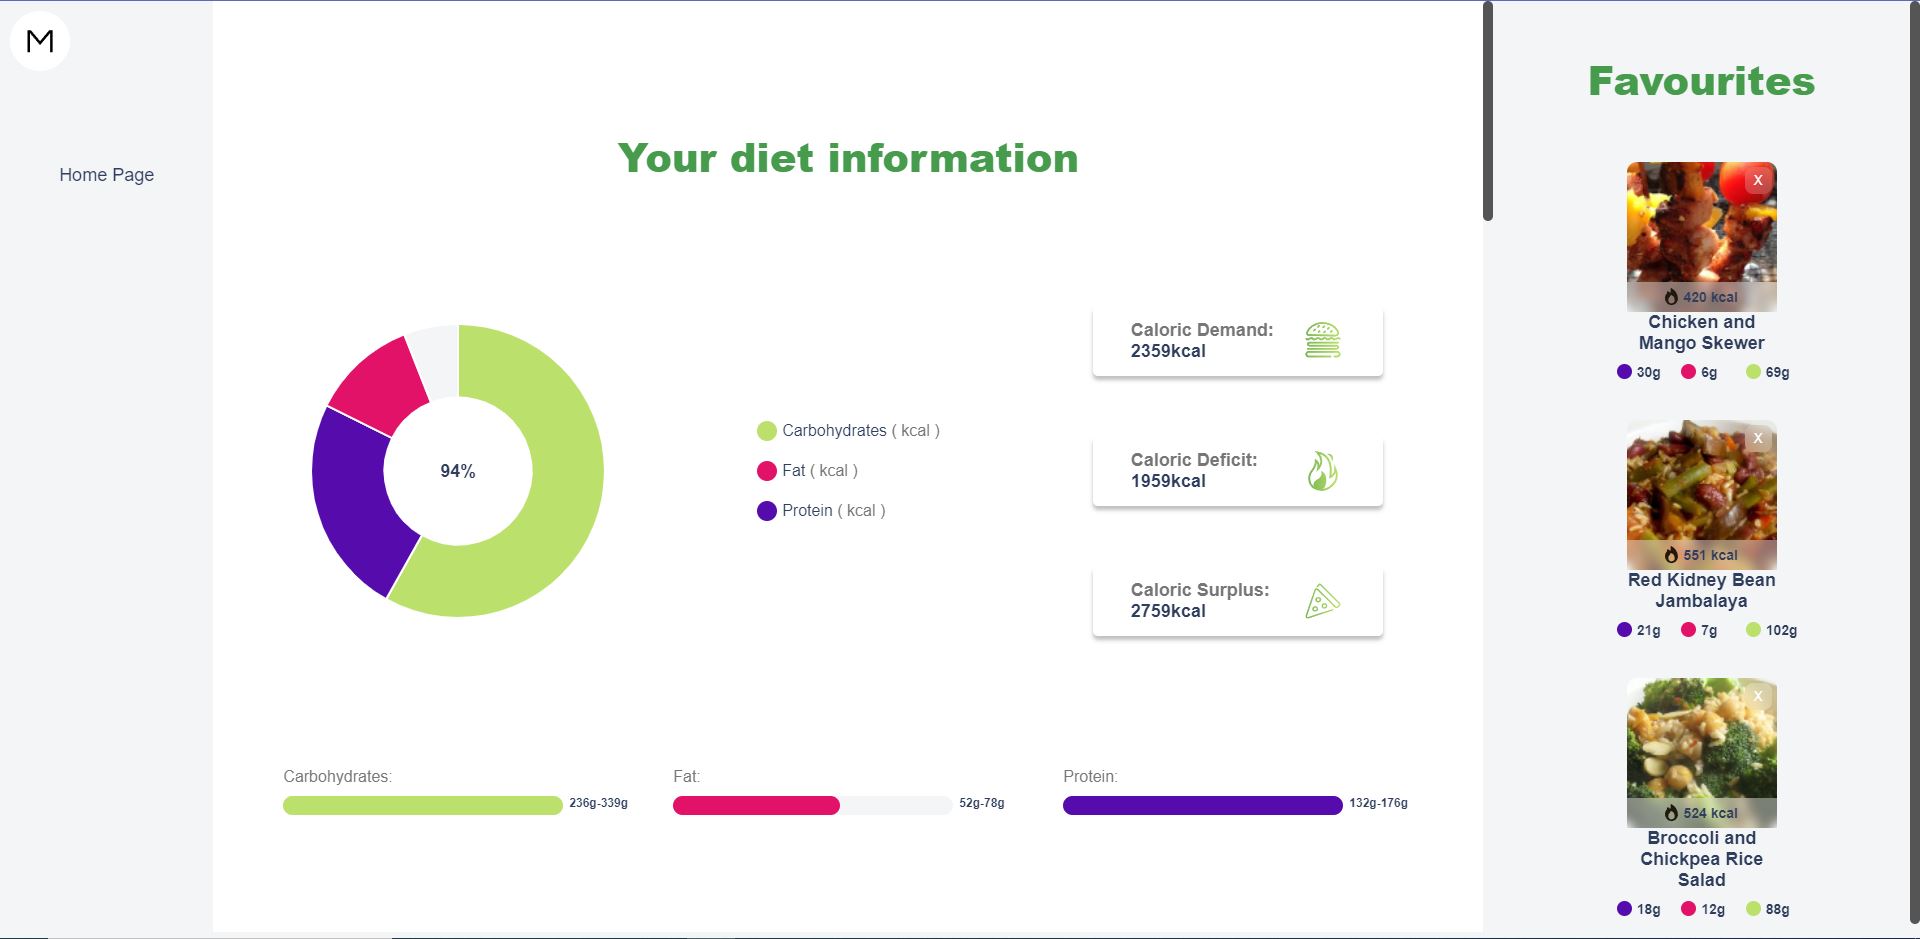 M
Home Page
Your diet information
94%
Carbohydrates ( kcal )
Fat ( kcal )
Protein ( kcal )
Caloric Demand:
2359kcal
Caloric Deficit:
1959kcal
Caloric Surplus:
2759kcal
Carbohydrates:
236g-339g
Fat:
52g-78g
Protein:
132g-176g
Favourites
X
420 kcal
Chicken and
Mango Skewer
30g 6g 69g
X
551 kcal
Red Kidney Bean
Jambalaya
21g 7g 102g
X
524 kcal
Broccoli and
Chickpea Rice
Salad
18g 12g 88g